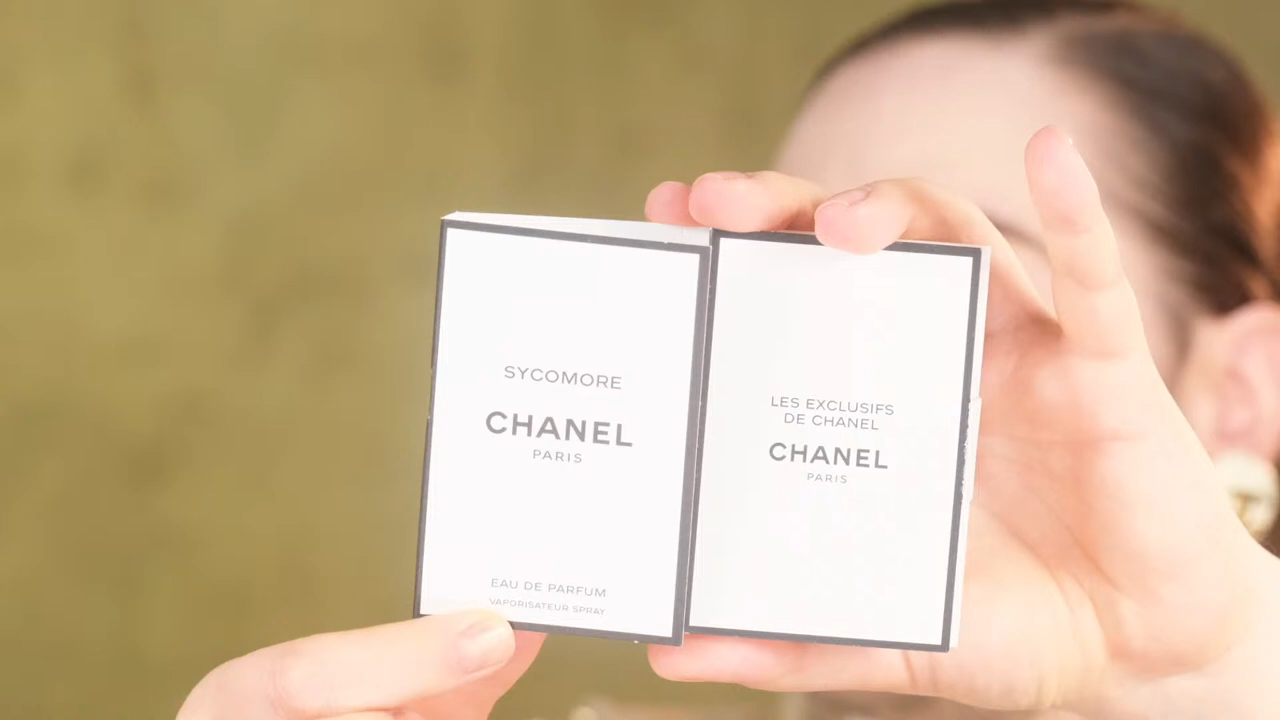 SYCOMORE
CHANEL
PARIS
EAU DE PARFUM
VAPORISATEUR SPRAY
LES EXCLUSIFS
DE CHANEL
CHANEL
PARIS